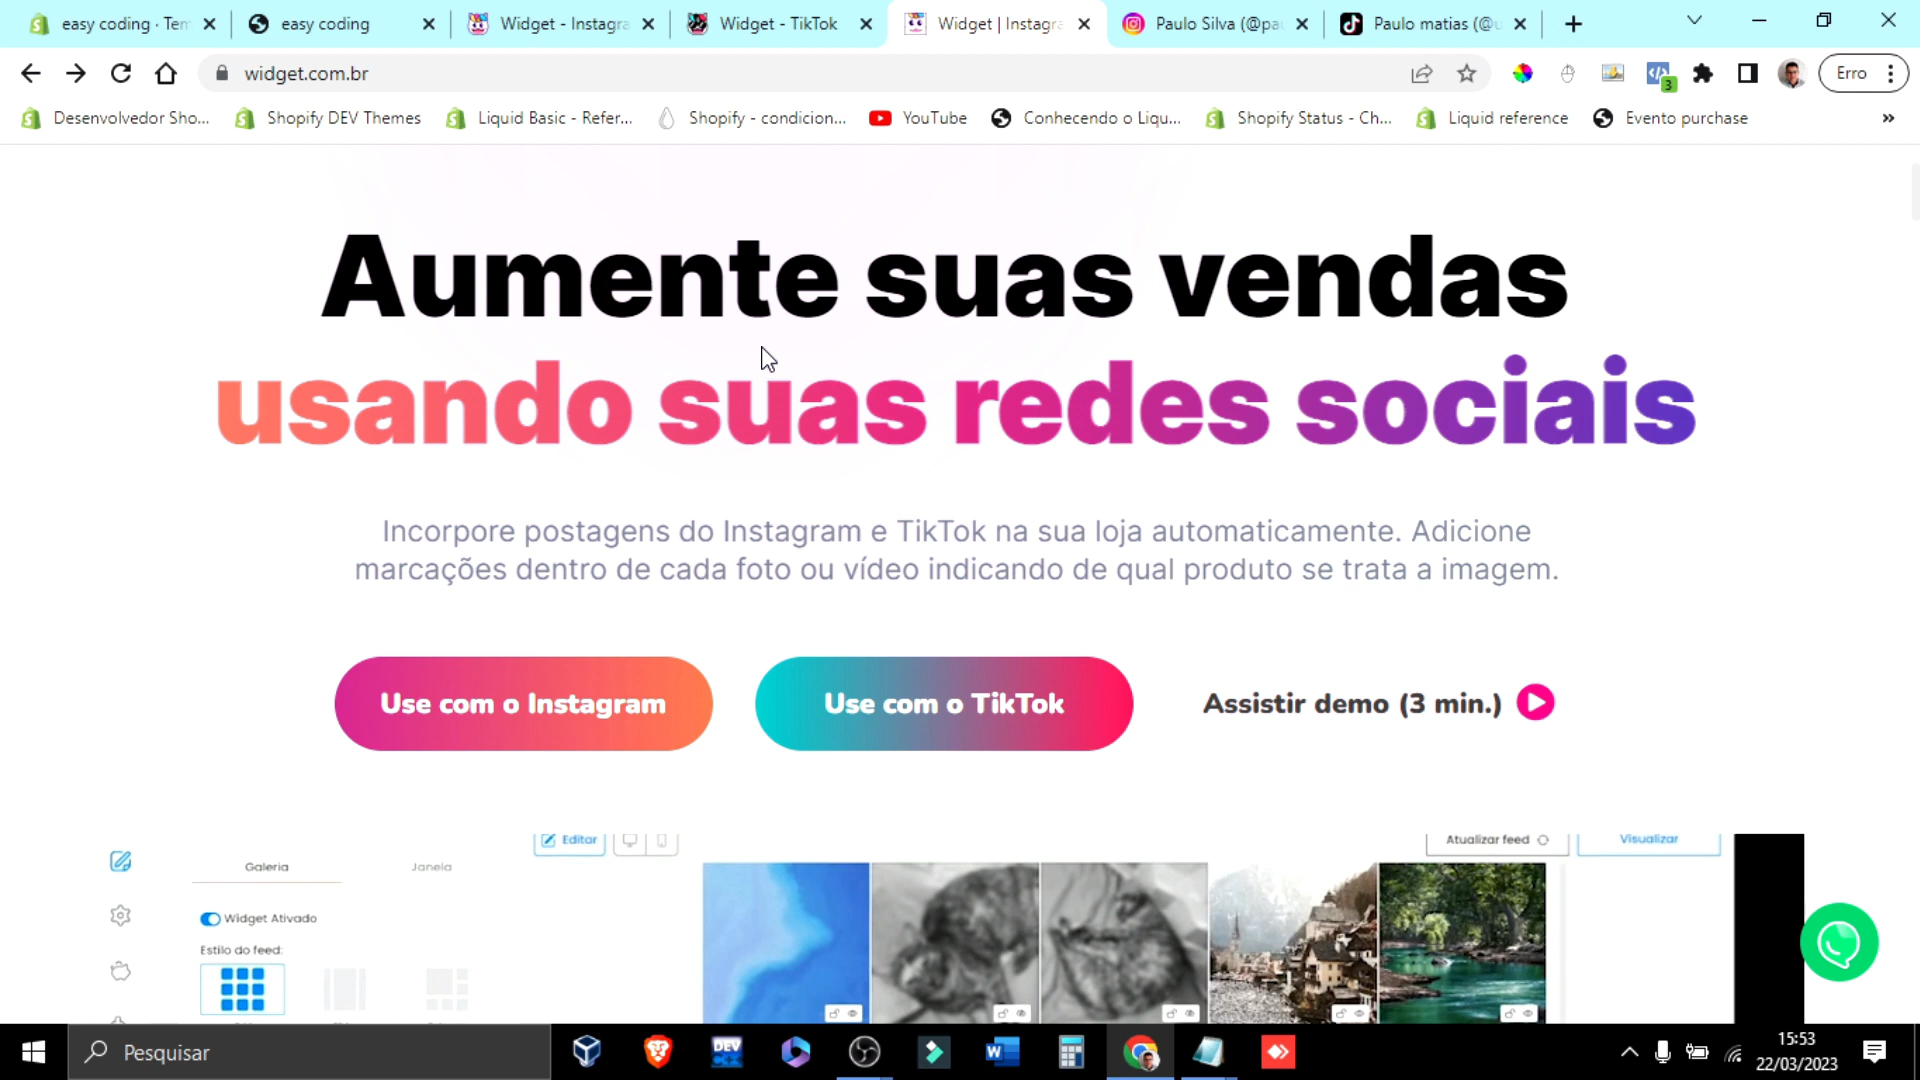 easy coding · Tem
easy coding
Widget - Instagra
Widget - TikTok
Widget | Instagra
Paulo Silva (@pau
Paulo matias (@u
widget.com.br
Erro
3
Desenvolvedor Sho...
Shopify DEV Themes
Liquid Basic - Refer...
Shopify - condicion...
YouTube
Conhecendo o Liqu...
Shopify Status - Ch...
Liquid reference
Evento purchase
»
Aumente suas vendas
usando suas redes sociais
Incorpore postagens do Instagram e TikTok na sua loja automaticamente. Adicione
marcações dentro de cada foto ou vídeo indicando de qual produto se trata a imagem.
Use com o Instagram
Use com o TikTok
Assistir demo (3 min.)
Editar
Atualizar feed
Visualizar
Galeria
Janela
Widget Ativado
Estilo do feed:
Pesquisar
DEV
C++
W
15:53
22/03/2023